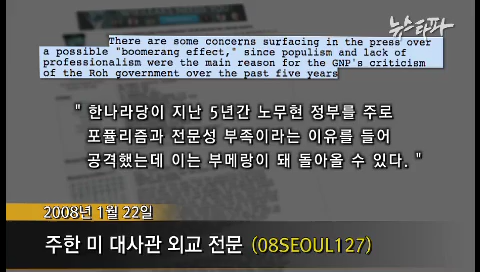 뉴스타파
There are some concerns surfacing in the press over
a possible "boomerang effect," since populism and lack of
professionalism were the main reason for the GNP's criticism
of the Roh government over the past five years
" 한나라당이 지난 5년간 노무현 정부를 주로
포퓰리즘과 전문성 부족이라는 이유를 들어
공격했는데 이는 부메랑이 돼 돌아올 수 있다. "
2008년 1월 22일
주한 미 대사관 외교 전문 (08SEOUL127)